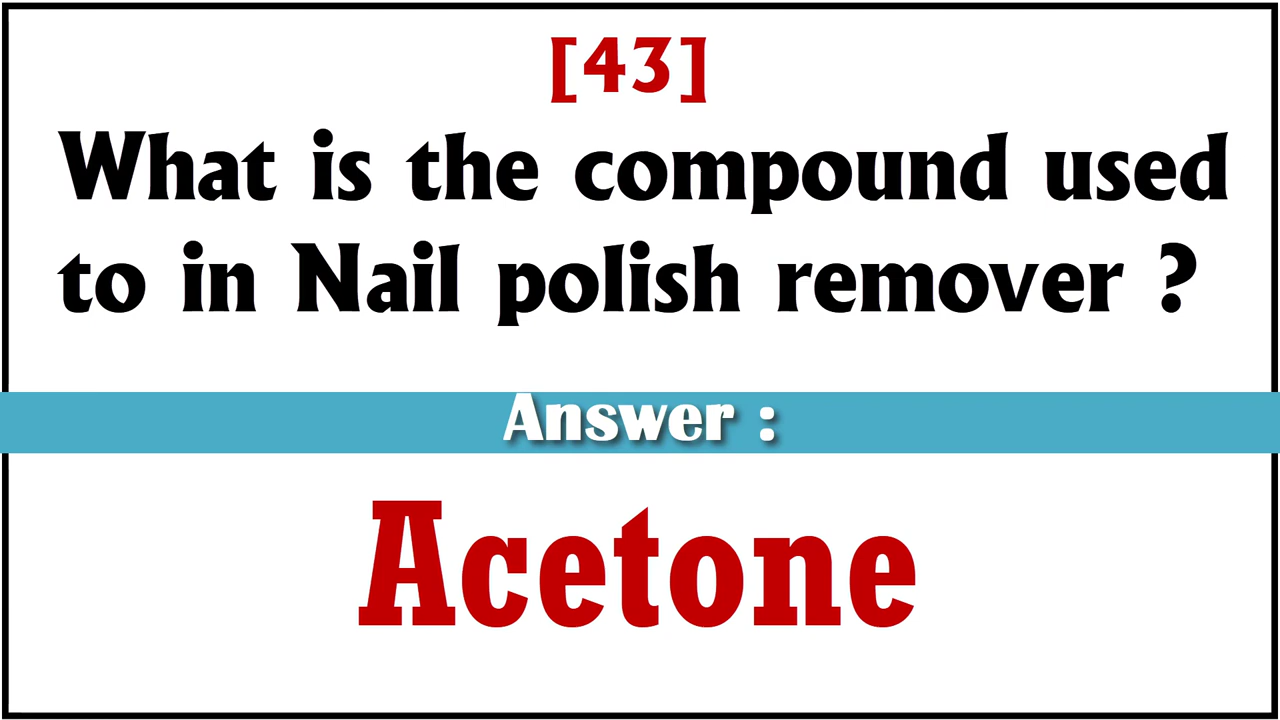 [43]
What is the compound used
to in Nail polish remover ?
Answer :
Acetone